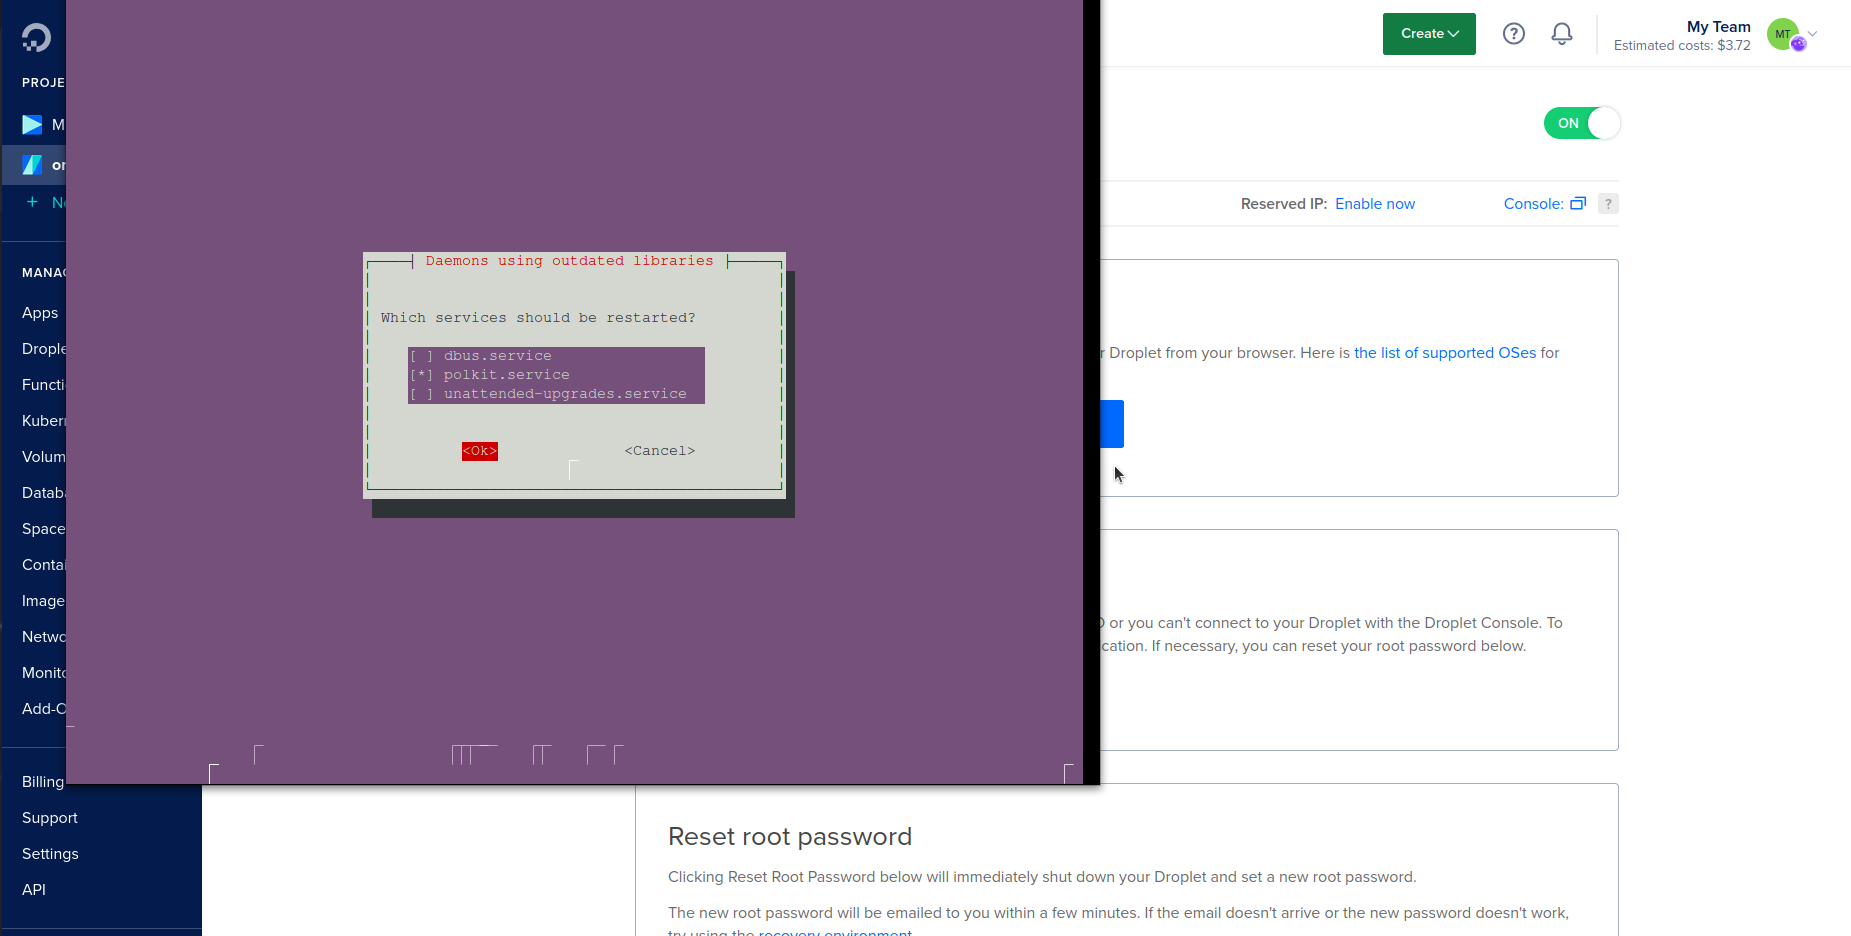 Create
My Team
Estimated costs: $3.72
MT
PROJE
M
ON
or
+ Ne
Reserved IP: Enable now
Console:
?
MANAG
Daemons using outdated libraries
Apps
Which services should be restarted?
Drople
[ ] dbus.service
r Droplet from your browser. Here is the list of supported OSes for
[*] polkit.service
Functi
[ ] unattended-upgrades.service
Kubern
<Ok>
<Cancel>
Volum
Databa
Space
Contai
Image
D or you can't connect to your Droplet with the Droplet Console. To
Netwo
cation. If necessary, you can reset your root password below.
Monito
Add-O
Billing
Support
Reset root password
Settings
Clicking Reset Root Password below will immediately shut down your Droplet and set a new root password.
API
The new root password will be emailed to you within a few minutes. If the email doesn't arrive or the new password doesn't work,
try using the recovery environment.